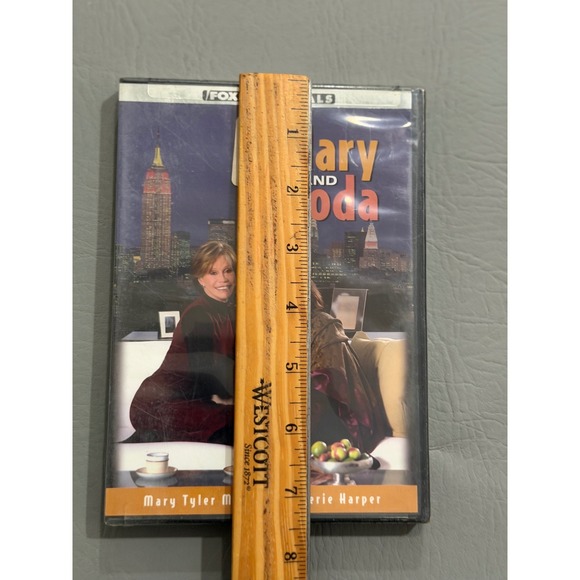 FOX ALS
ary
AND
oda
1
2
3
4
5
6
7
8
WESTCOTT
Since 1872®
Mary Tyler M erie Harper